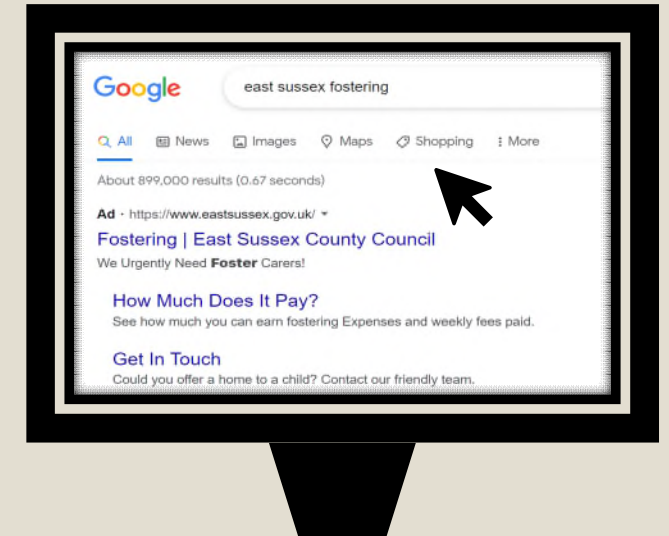 Google east sussex fostering
All News Images Maps Shopping More
About 899,000 results (0.67 seconds)
Ad · https://www.eastsussex.gov.uk/
Fostering | East Sussex County Council
We Urgently Need Foster Carers!
How Much Does It Pay?
See how much you can earn fostering Expenses and weekly fees paid.
Get In Touch
Could you offer a home to a child? Contact our friendly team.